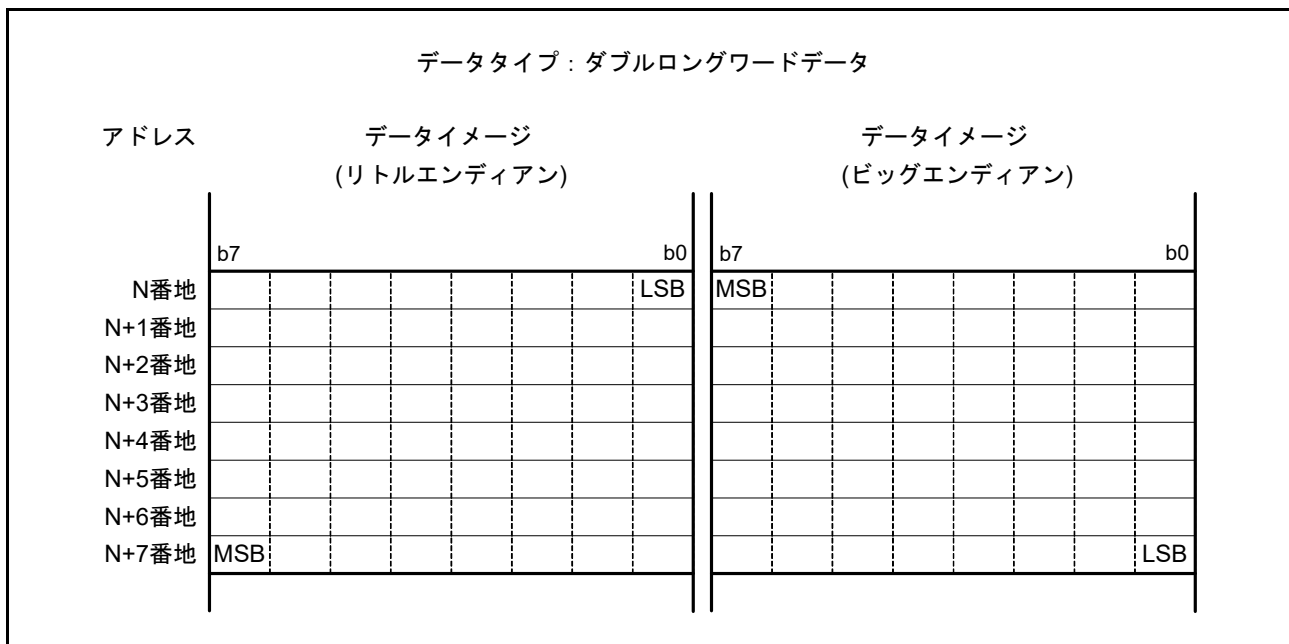 データタイプ：ダブルロングワードデータ
アドレス データイメージ データイメージ
(リトルエンディアン) (ビッグエンディアン)
b7 b0 b7 b0
N番地 LSB MSB
N+1番地
N+2番地
N+3番地
N+4番地
N+5番地
N+6番地
N+7番地 MSB LSB